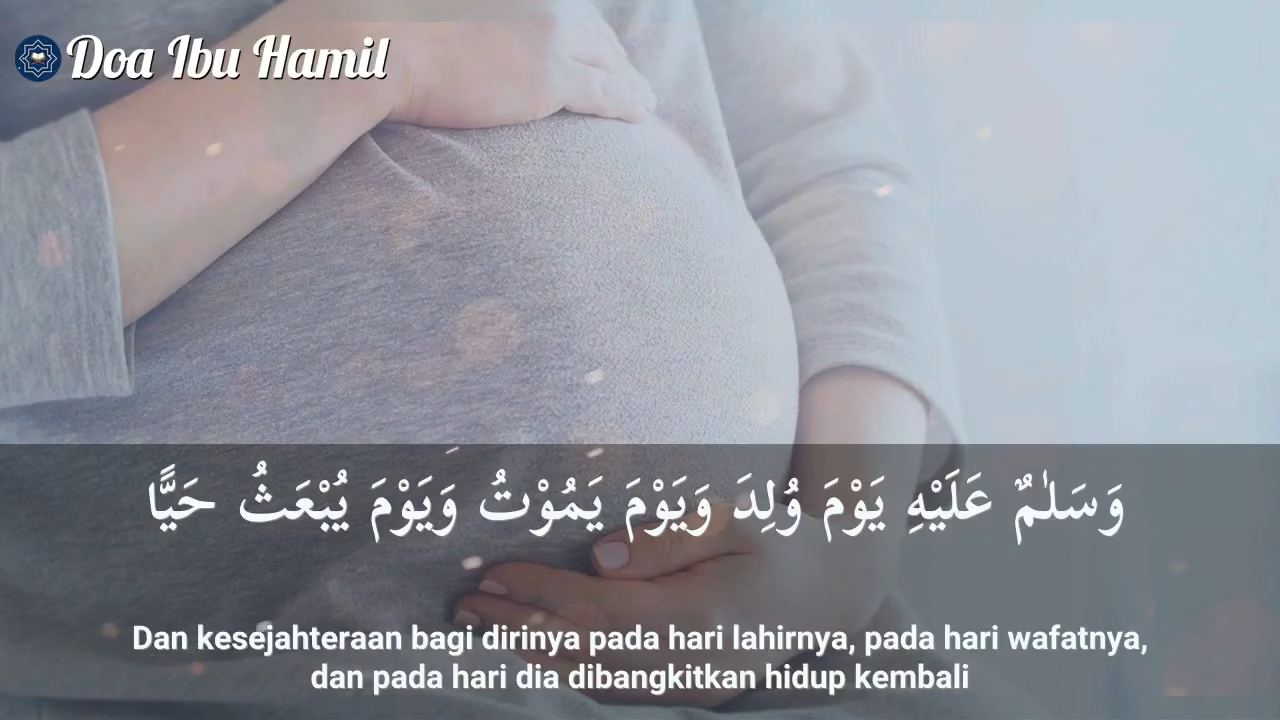 Doa Ibu Hamil
وَسَلٰمٌ عَلَيْهِ يَوْمَ وُلِدَ وَيَوْمَ يَمُوْتُ وَيَوْمَ يُبْعَثُ حَيًّا
Dan kesejahteraan bagi dirinya pada hari lahirnya, pada hari wafatnya,
dan pada hari dia dibangkitkan hidup kembali